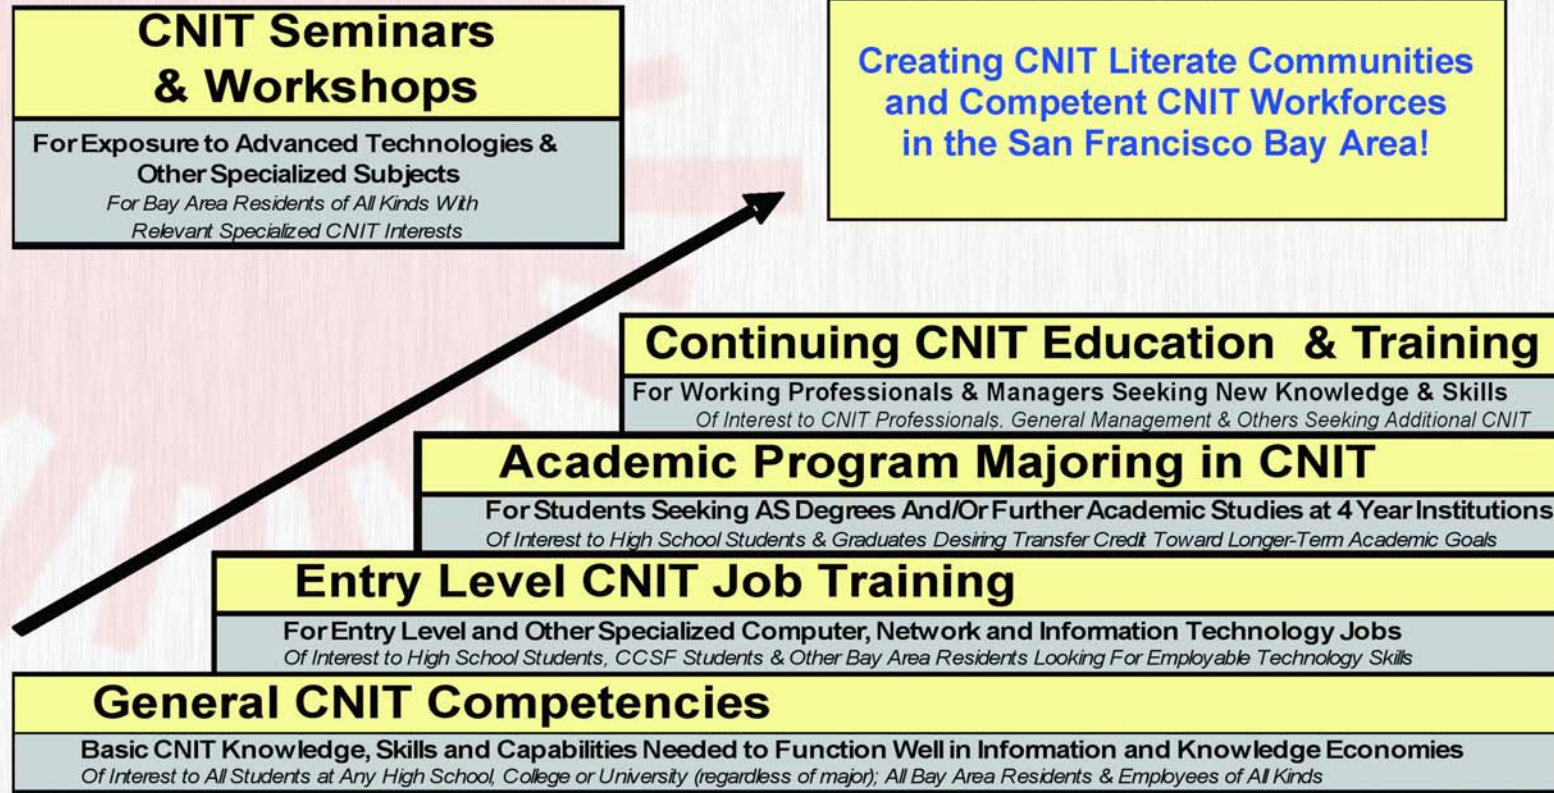 CNIT Seminars
& Workshops
For Exposure to Advanced Technologies &
Other Specialized Subjects
For Bay Area Residents of All Kinds With
Relevant Specialized CNIT Interests
Creating CNIT Literate Communities
and Competent CNIT Workforces
in the San Francisco Bay Area!
Continuing CNIT Education & Training
For Working Professionals & Managers Seeking New Knowledge & Skills
Of Interest to CNIT Professionals. General Management & Others Seeking Additional CNIT
Academic Program Majoring in CNIT
For Students Seeking AS Degrees And/Or Further Academic Studies at 4 Year Institutions
Of Interest to High School Students & Graduates Desiring Transfer Credit Toward Longer-Term Academic Goals
Entry Level CNIT Job Training
For Entry Level and Other Specialized Computer, Network and Information Technology Jobs
Of Interest to High School Students, CCSF Students & Other Bay Area Residents Looking For Employable Technology Skills
General CNIT Competencies
Basic CNIT Knowledge, Skills and Capabilities Needed to Function Well in Information and Knowledge Economies
Of Interest to All Students at Any High School, College or University (regardless of major); All Bay Area Residents & Employees of All Kinds